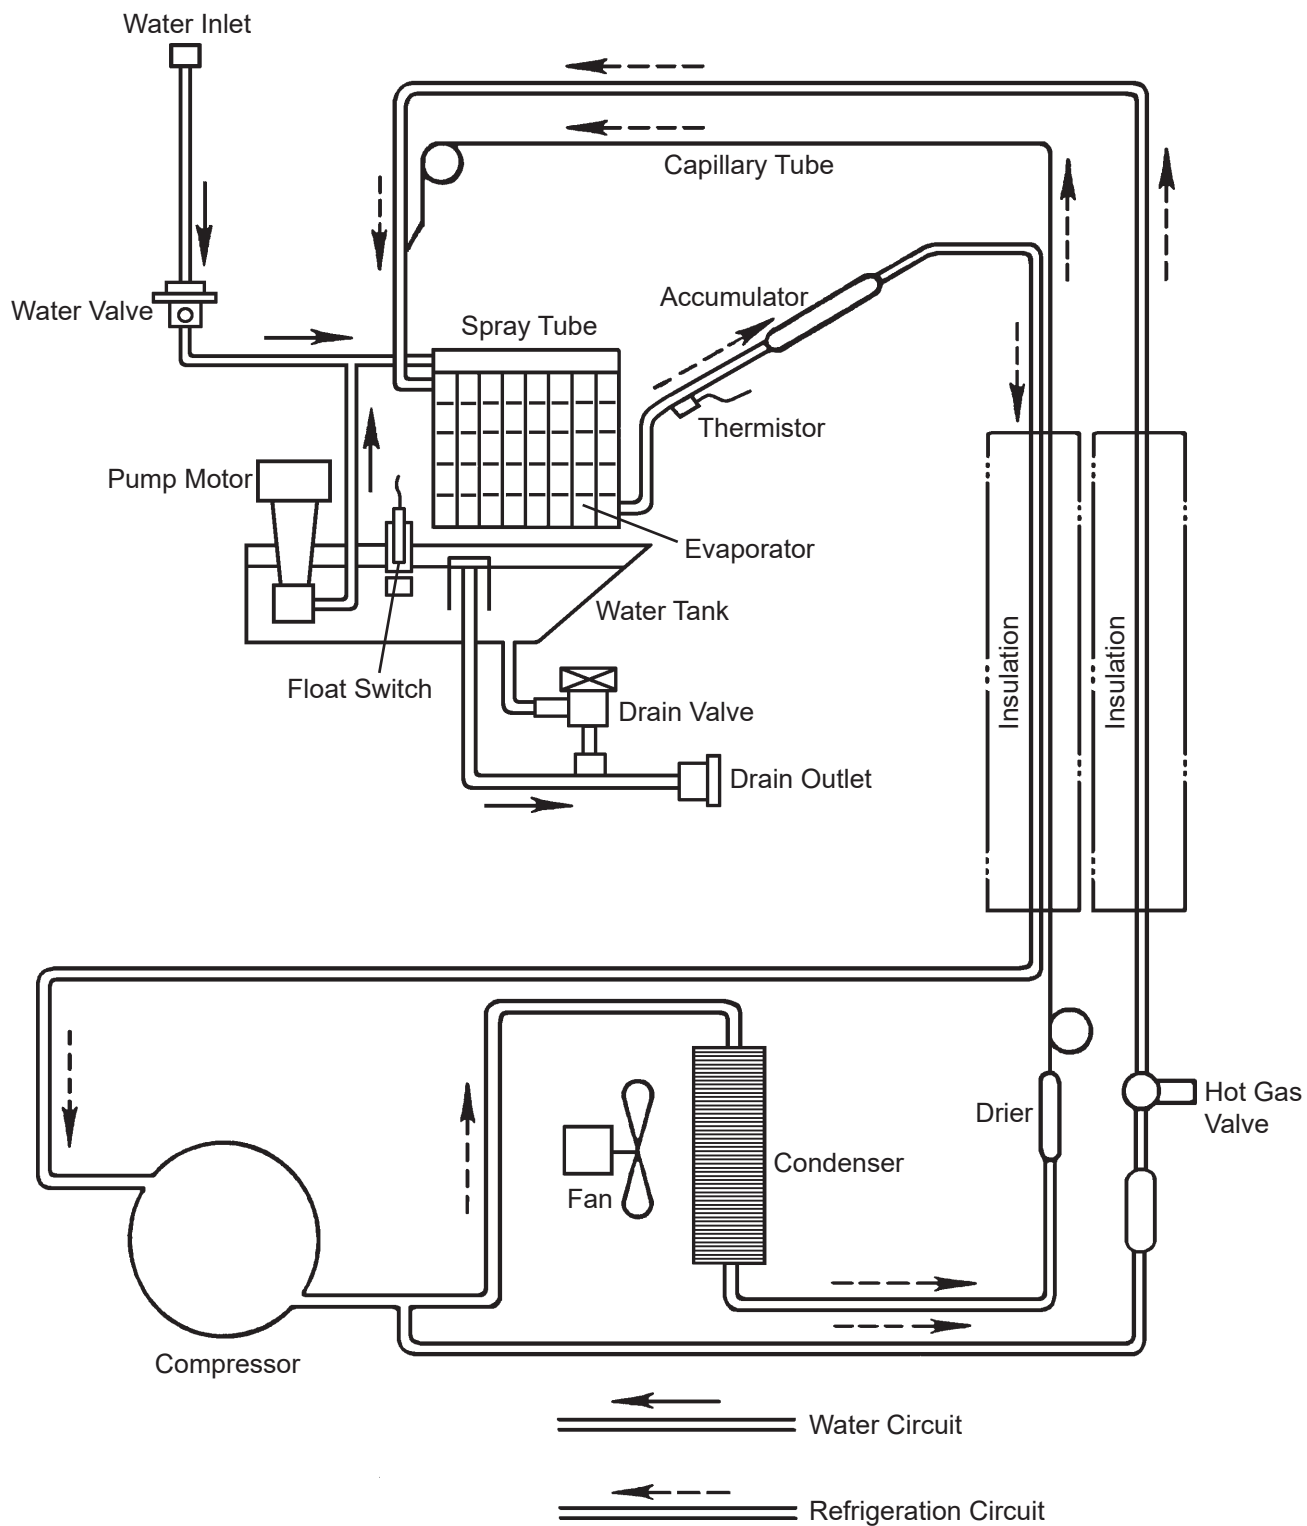 Water Inlet
Capillary Tube
Water Valve
Accumulator
Spray Tube
Thermistor
Pump Motor
Evaporator
Water Tank
Float Switch
Insulation
Insulation
Drain Valve
Drain Outlet
Hot Gas
Valve
Drier
Condenser
Fan
Compressor
Water Circuit
Refrigeration Circuit